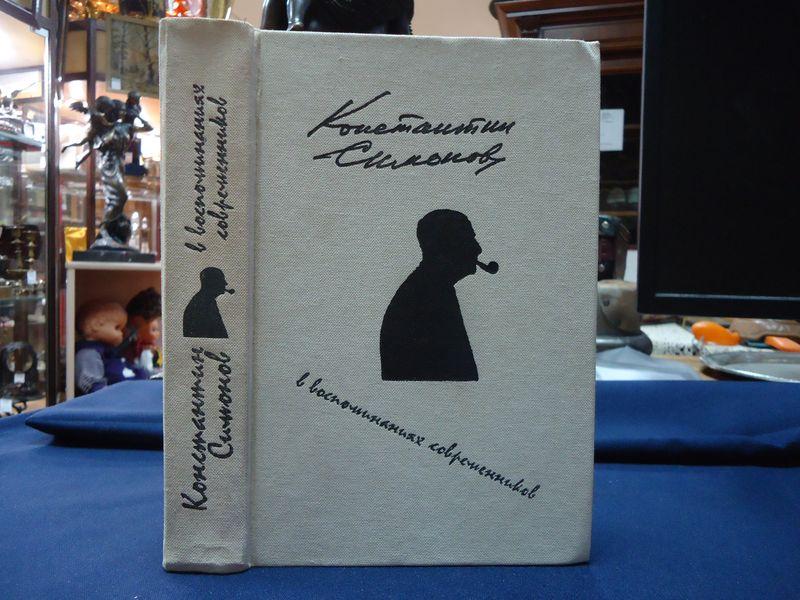 Константин
Симонов
в воспоминаниях
современников
Константин
Симонов
в воспоминаниях современников